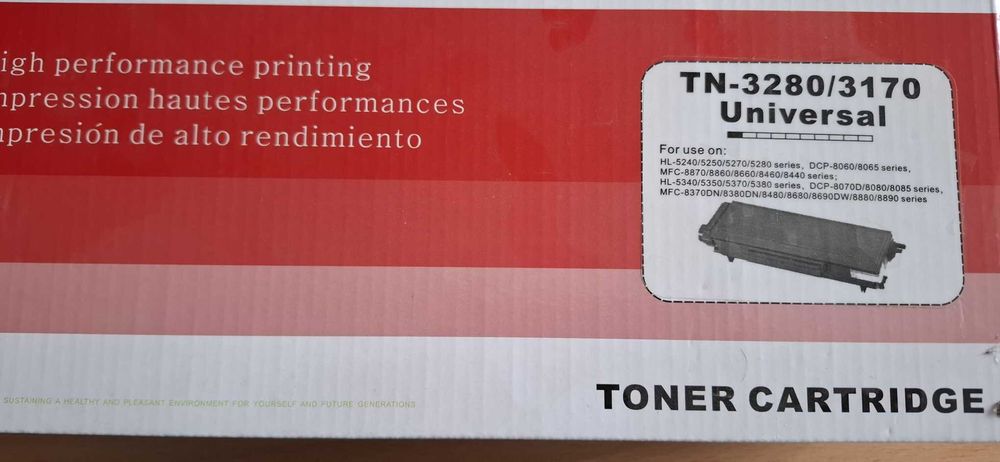 igh performance printing
mpression hautes performances
mpresión de alto rendimiento
TN-3280/3170
Universal
For use on:
HL-5240/5250/5270/5280 series, DCP-8060/8065 series,
MFC-8870/8860/8660/8460/8440 series;
HL-5340/5350/5370/5380 series, DCP-8070D/8080/8085 series,
MFC-8370DN/8380DN/8480/8680/8690DW/8880/8890 series
SUSTAINING A HEALTHY AND PLEASANT ENVIRONMENT FOR YOURSELF AND FUTURE GENERATIONS
TONER CARTRIDGE